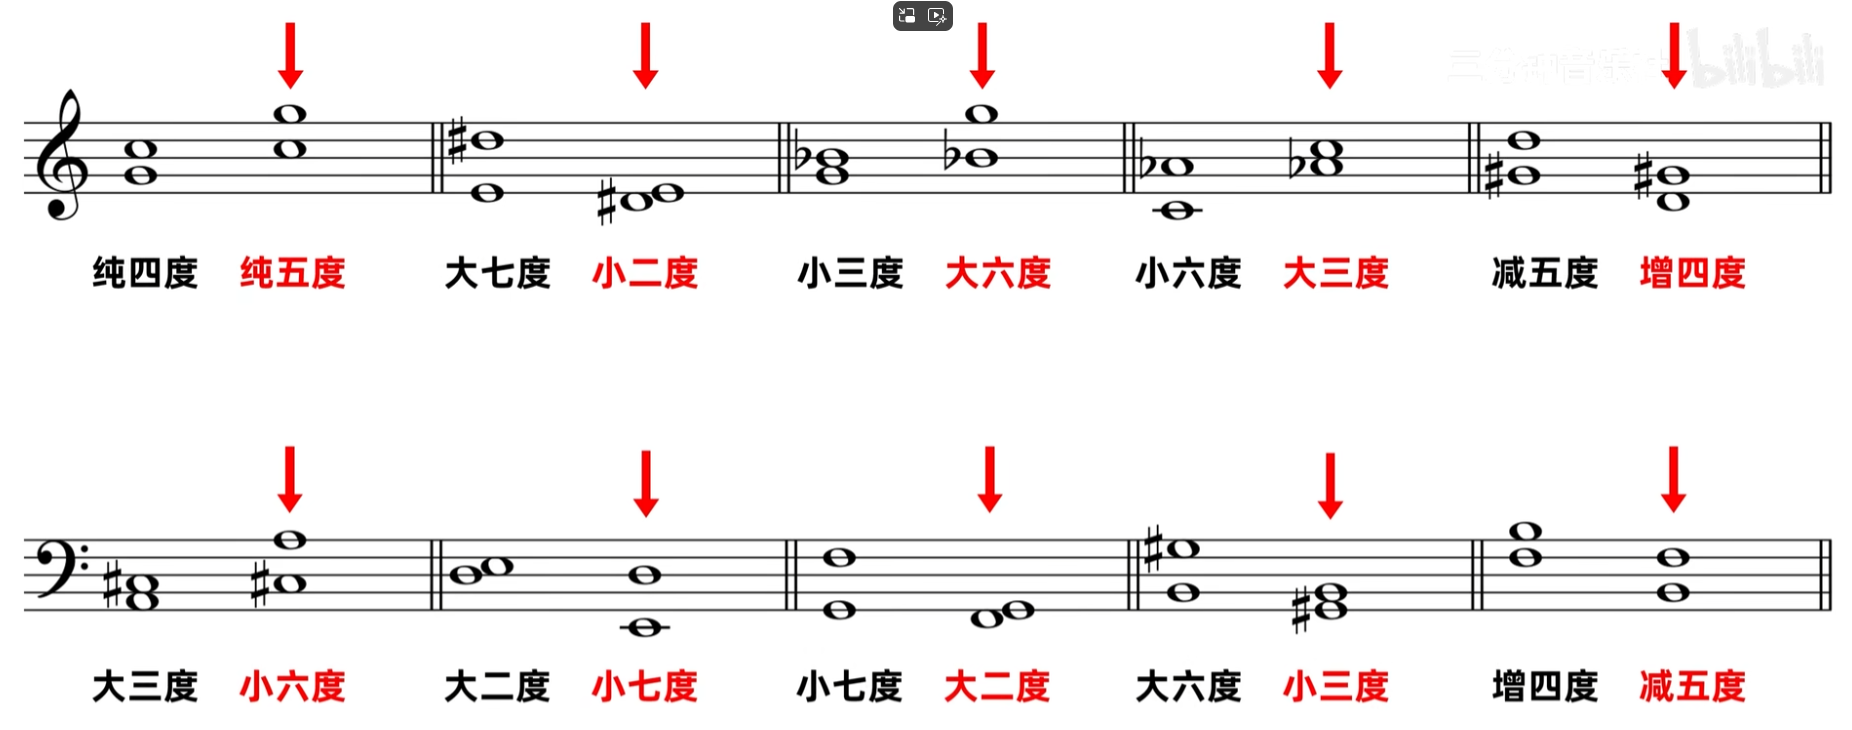 bilibili
纯四度 纯五度 大七度 小二度 小三度 大六度 小六度 大三度 减五度 增四度
大三度 小六度 大二度 小七度 小七度 大二度 大六度 小三度 增四度 减五度